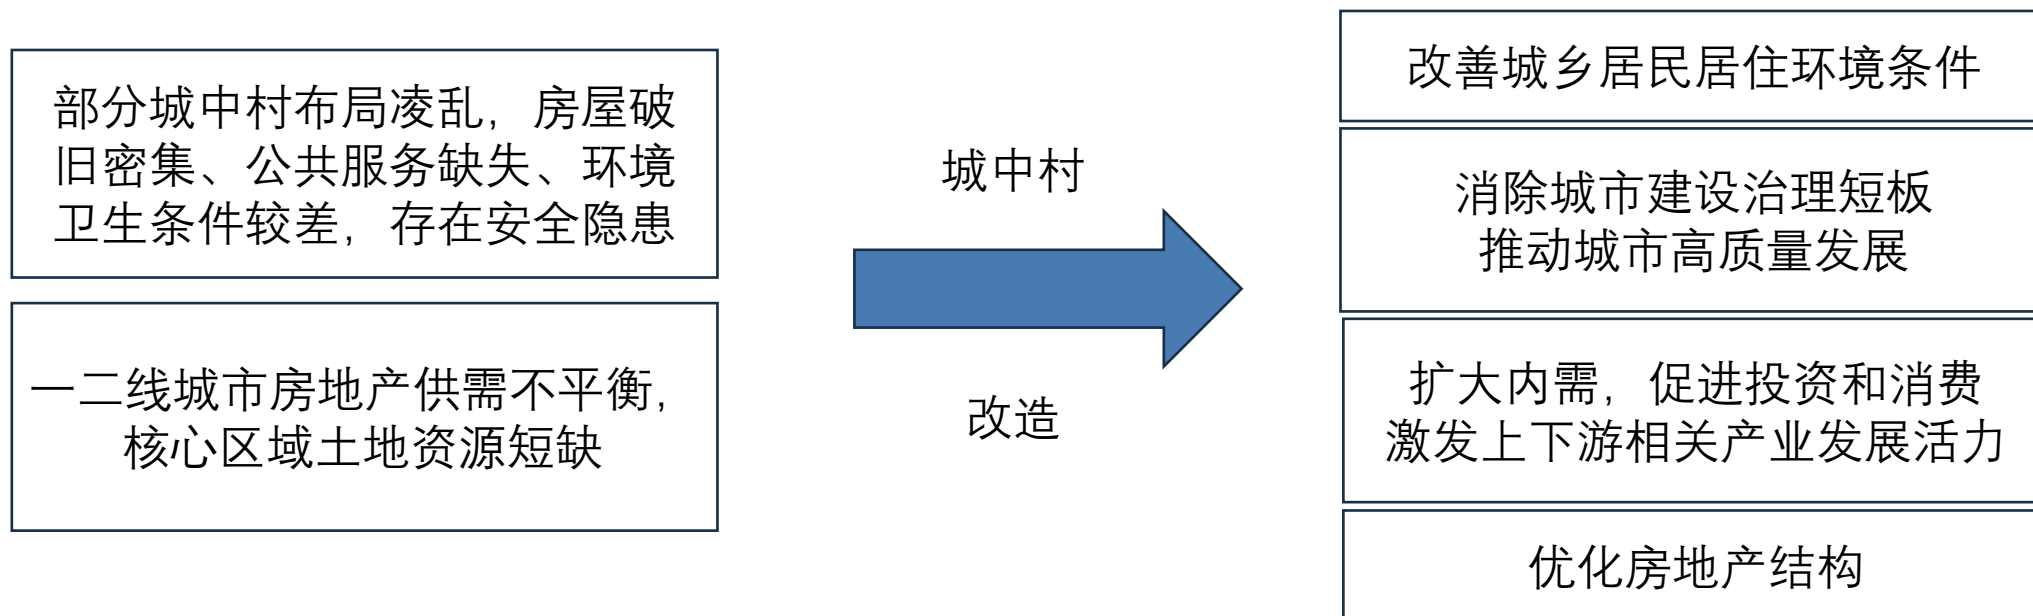 部分城中村布局凌乱，房屋破
旧密集、公共服务缺失、环境
卫生条件较差，存在安全隐患
一二线城市房地产供需不平衡，
核心区域土地资源短缺
城中村
改造
改善城乡居民居住环境条件
消除城市建设治理短板
推动城市高质量发展
扩大内需，促进投资和消费
激发上下游相关产业发展活力
优化房地产结构